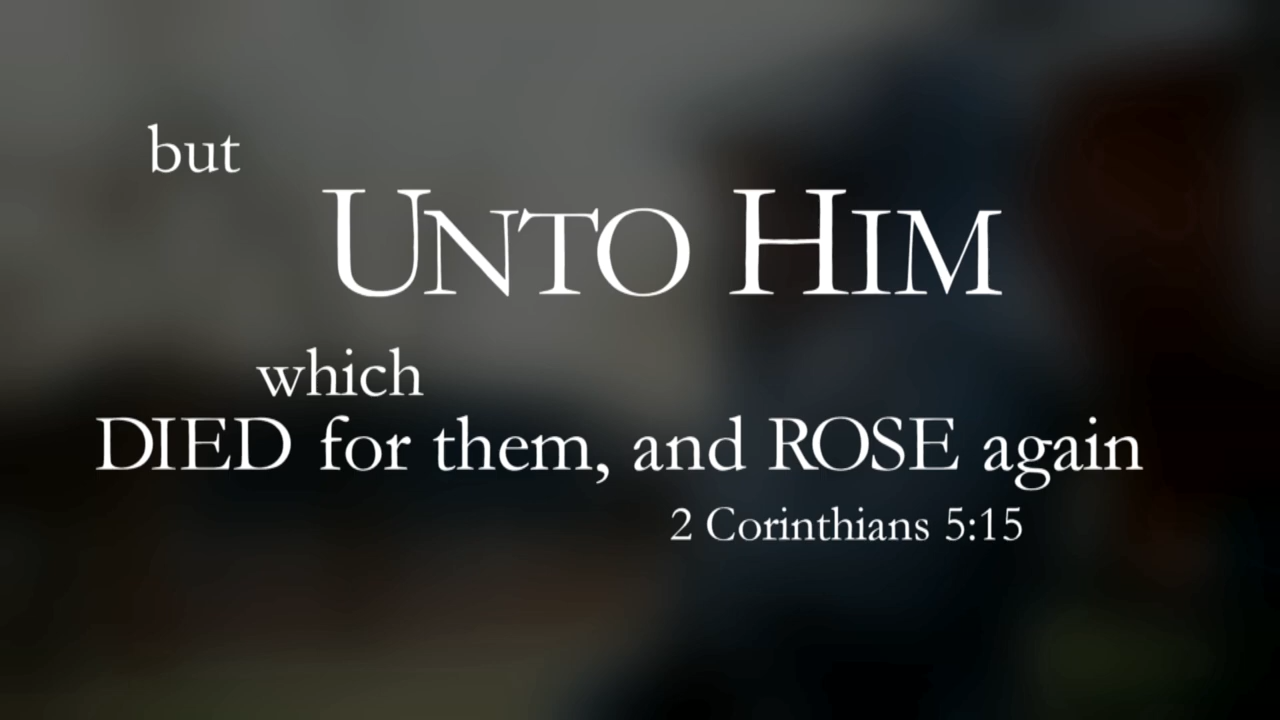 but
UNTO HIM
which
DIED for them, and ROSE again
2 Corinthians 5:15